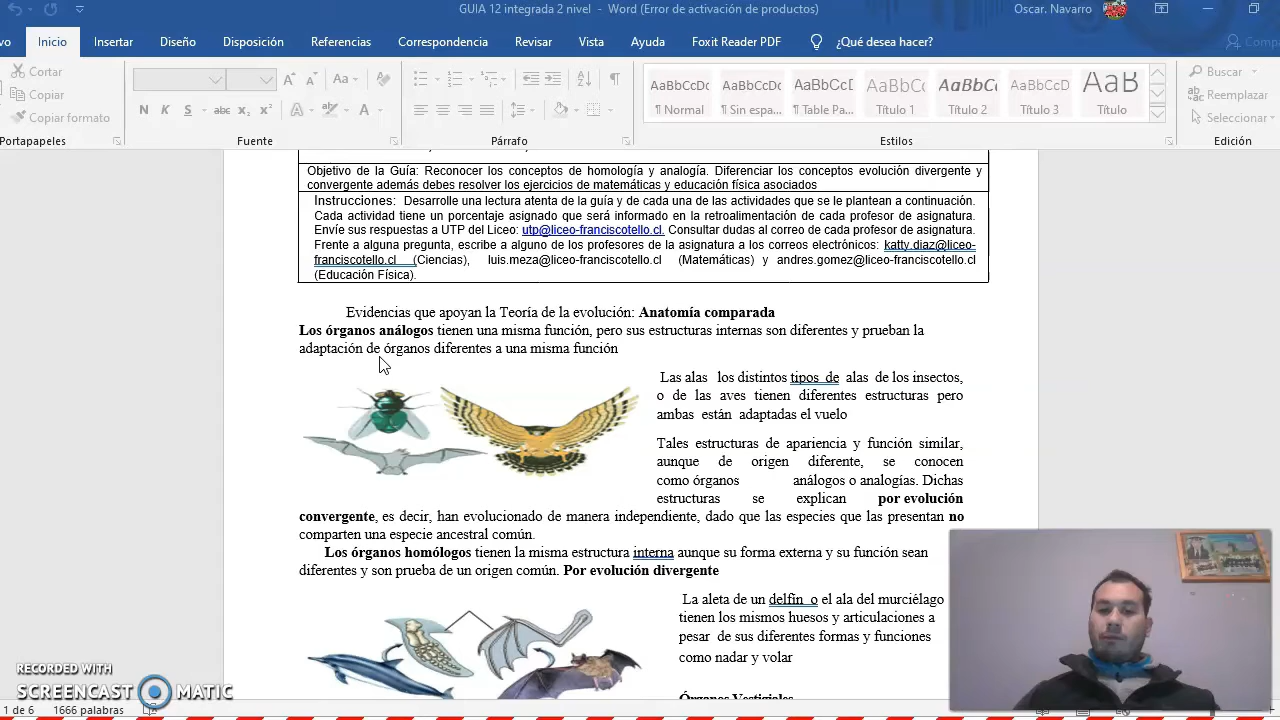 GUIA 12 integrada 2 nivel - Word (Error de activación de productos)
Oscar. Navarro
vo Inicio Insertar Diseño Disposición Referencias Correspondencia Revisar Vista Ayuda Foxit Reader PDF ¿Qué desea hacer? Comp
Cortar
Copiar
Copiar formato
Portapapeles
Aa
N K S abc x₂ x² A A
Fuente
Párrafo
AaBbCcDc AaBbCcDc AaBbCcD AaBbCc AaBbCcD AaBbCcD AaB
¶ Normal ¶ Sin espa... ¶ Table Pa... Título 1 Título 2 Título 3 Título
Estilos
Buscar
Reemplazar
Seleccionar
Edición
Objetivo de la Guía: Reconocer los conceptos de homología y analogía. Diferenciar los conceptos evolución divergente y
convergente además debes resolver los ejercicios de matemáticas y educación física asociados
Instrucciones: Desarrolle una lectura atenta de la guía y de cada una de las actividades que se le plantean a continuación.
Cada actividad tiene un porcentaje asignado que será informado en la retroalimentación de cada profesor de asignatura.
Envíe sus respuestas a UTP del Liceo: utp@liceo-franciscotello.cl. Consultar dudas al correo de cada profesor de asignatura.
Frente a alguna pregunta, escribe a alguno de los profesores de la asignatura a los correos electrónicos: katty.diaz@liceo-
franciscotello.cl (Ciencias), luis.meza@liceo-franciscotello.cl (Matemáticas) y andres.gomez@liceo-franciscotello.cl
(Educación Física).
Evidencias que apoyan la Teoría de la evolución: Anatomía comparada
Los órganos análogos tienen una misma función, pero sus estructuras internas son diferentes y prueban la
adaptación de órganos diferentes a una misma función
Las alas los distintos tipos de alas de los insectos,
o de las aves tienen diferentes estructuras pero
ambas están adaptadas el vuelo
Tales estructuras de apariencia y función similar,
aunque de origen diferente, se conocen
como órganos análogos o analogías. Dichas
estructuras se explican por evolución
convergente, es decir, han evolucionado de manera independiente, dado que las especies que las presentan no
comparten una especie ancestral común.
Los órganos homólogos tienen la misma estructura interna aunque su forma externa y su función sean
diferentes y son prueba de un origen común. Por evolución divergente
La aleta de un delfín o el ala del murciélago
tienen los mismos huesos y articulaciones a
pesar de sus diferentes formas y funciones
como nadar y volar
Órganos Vestigiales
RECORDED WITH
SCREENCAST MATIC
1 de 6 1666 palabras